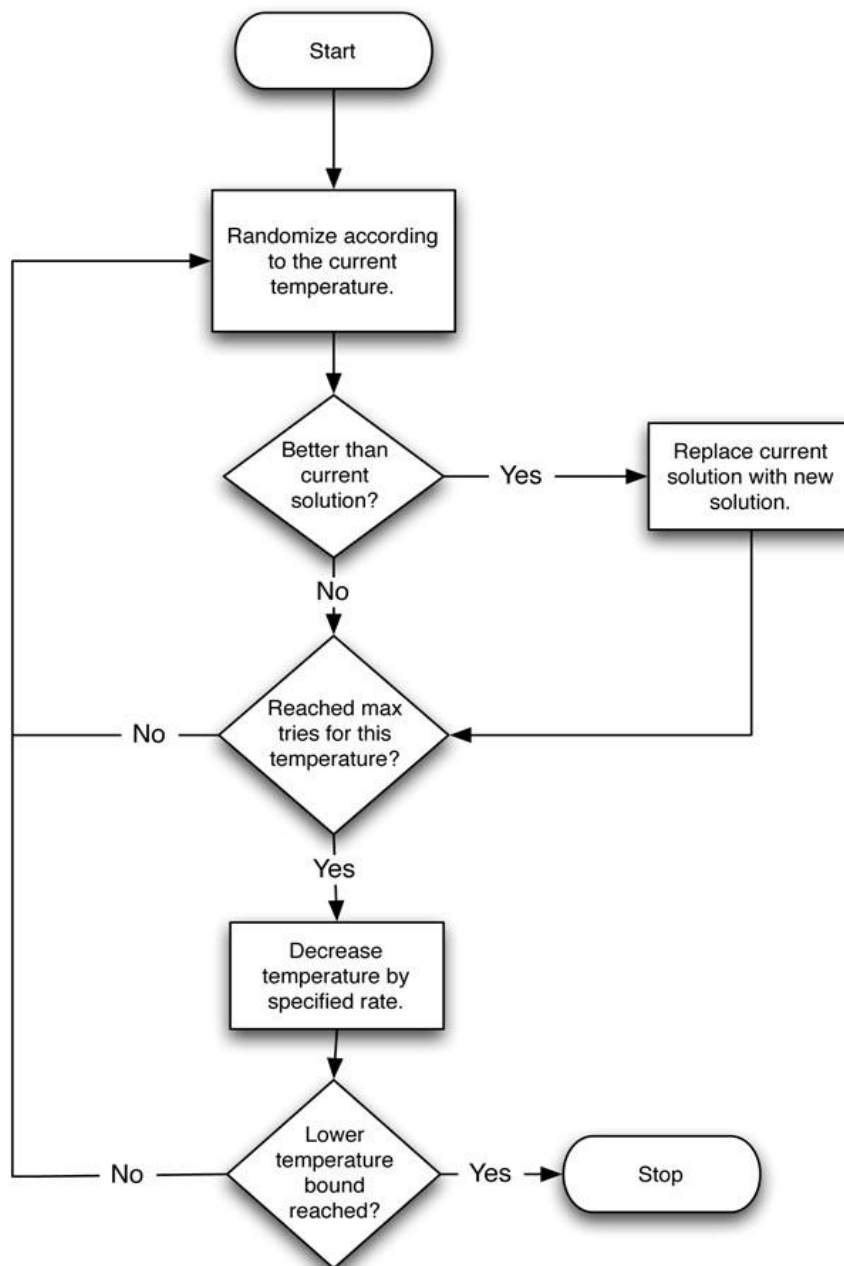 Start
Randomize according
to the current
temperature.
Better than
current
solution?
Yes
Replace current
solution with new
solution.
No
Reached max
tries for this
temperature?
No
Yes
Decrease
temperature by
specified rate.
Lower
temperature
bound
reached?
No
Yes
Stop